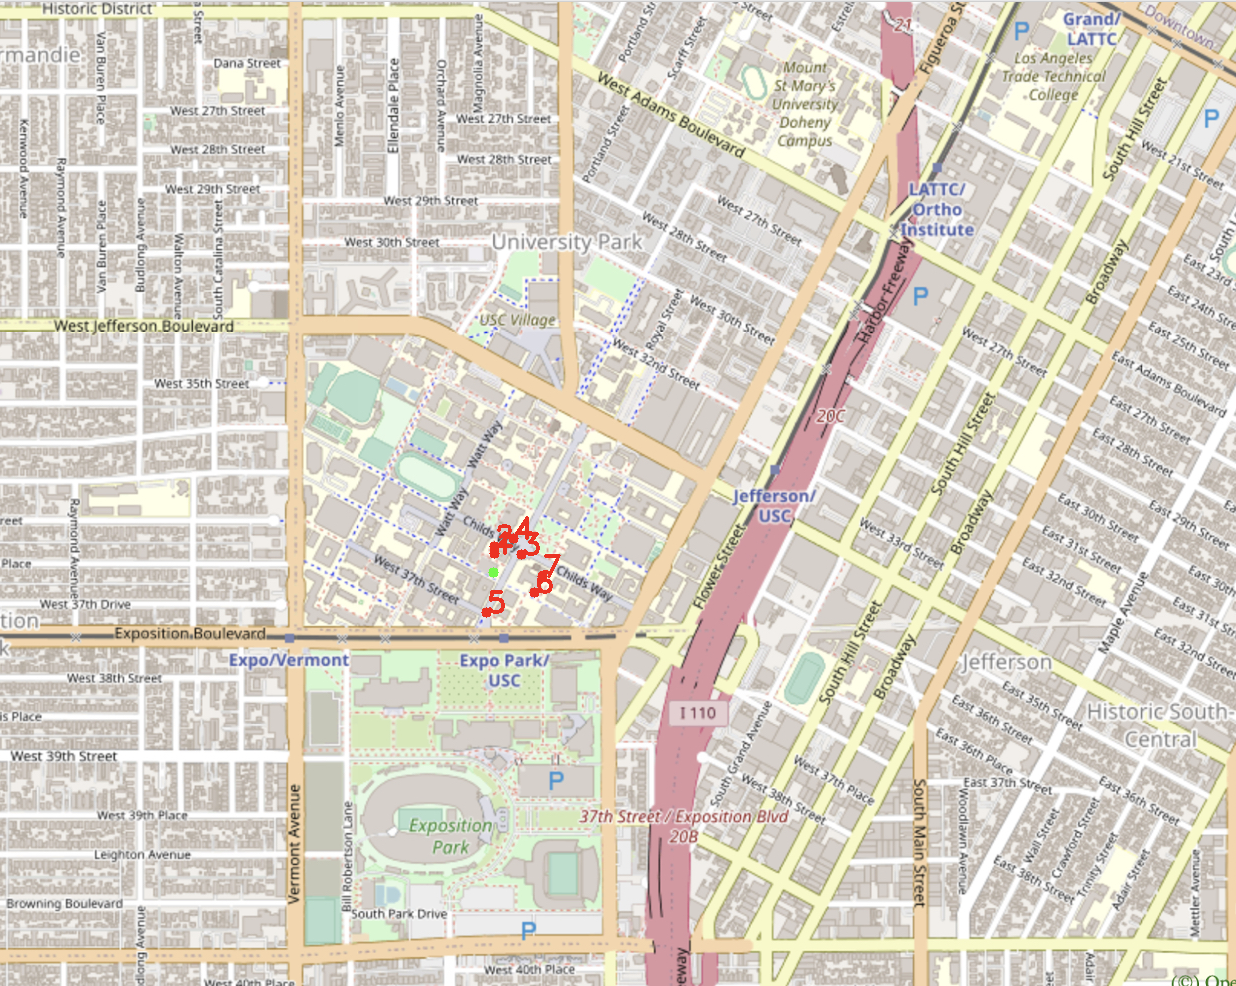 Historic District
Grand/
LATTC
Downtown
21
Figueroa St
P
Los Angeles
Trade Technical
College
Mount
St Mary's
University
Doheny
Campus
Portland St
Scarff Street
Street
Estrel
rmandie
Dana Street
Van Buren Place
Kenwood Avenue
Raymond Avenue
West 27th Street
West 28th Street
West 29th Street
Menlo Avenue
Ellendale Place
Orchard Avenue
Magnolia Avenue
West 27th Street
West 28th Street
West 29th Street
West 30th Street
West Adams Boulevard
Portland Street
South Hill Street
P
West 21st Street
LATTC/
Ortho
Institute
West 27th Street
West 28th Street
Van Buren Place
Budlong Avenue
Walton Avenue
South Catalina Street
University Park
USC Village
Royal Street
West 30th Street
West 32nd Street
Harbor Freeway
P
Broadway
East 23rd
East 24th Street
East 25th Street
West 27th Street
East Adams Boulevard
East 27th Street
East 28th Street
West Jefferson Boulevard
West 35th Street
20C
South Hill Street
Broadway
Watt Way
Watt Way
Jefferson/
USC
East 29th Street
East 30th Street
East 31st Street
East 32nd Street
West 33rd Street
Raymond Avenue
reet
Place
Childs
4
3
7
6
5
Childs Way
West 37th Street
West 37th Drive
Flower Street
Maple Avenue
East 30th
East 31st Street
East 32nd Street
tion
k
Exposition Boulevard
Expo/Vermont
Expo Park/
USC
South Hill Street
Broadway
Jefferson
Historic South-
Central
West 38th Street
is Place
West 39th Street
I 110
South Grand Avenue
East 35th Street
East 36th Street
East 36th Place
East 37th Street
East 36th Street
P
West 37th Place
West 38th Street
West 39th Place
Leighton Avenue
Browning Boulevard
Vermont Avenue
Bill Robertson Lane
Exposition
Park
37th Street / Exposition Blvd
20B
South Main Street
Woodlawn Avenue
Wall Street
Crawford Street
Trinity Street
Adair Street
East 38th Street
Mettler Avenue
South Park Drive
P
West 40th Place
West 40th Place
dlong Avenue
eeway
Adair
(©) Ope